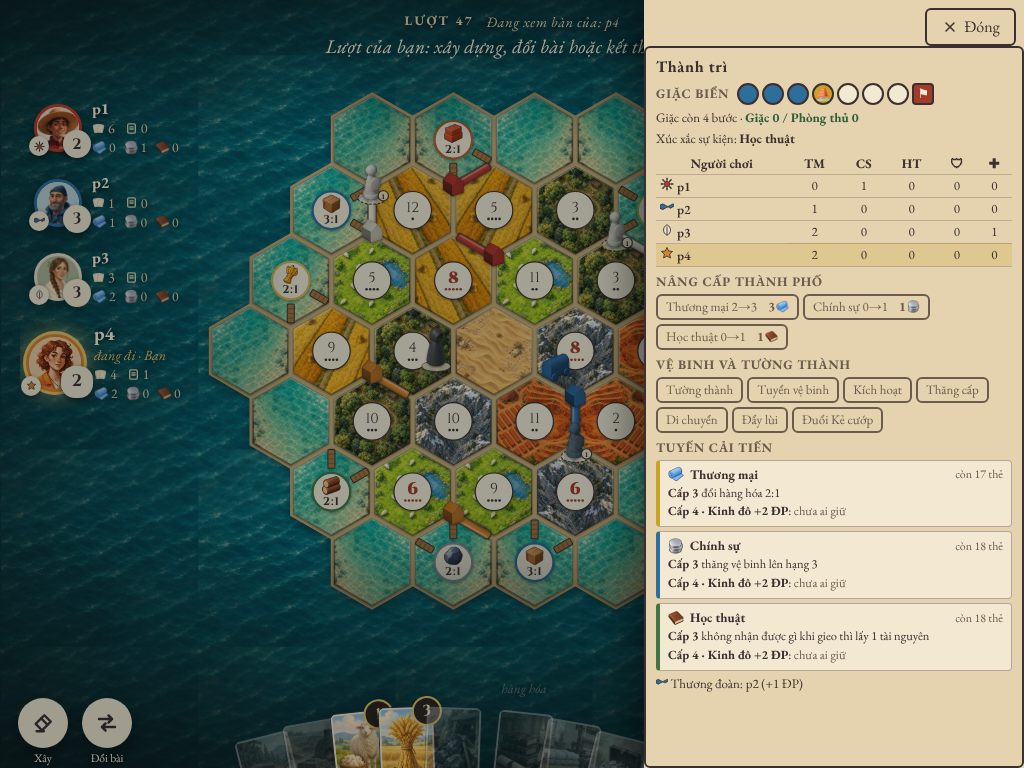 LƯỢT 47 Đang xem bàn của: p4
Lượt của bạn: xây dựng, đổi bài hoặc kết th
✕ Đóng
p1
6 0
2
0 1 0
p2
1 0
3
1 0 0
p3
3 0
3
2 0 0
p4
đang đi · Bạn
4 1
2
2 0 0
2:1
3:1
12
5
3
2:1
5
8
11
3
9
4
8
10
10
11
2
2:1
6
9
6
2:1
3:1
hàng hóa
3
Xây
Đổi bài
Thành trì
GIẶC BIỂN
Giặc còn 4 bước · Giặc 0 / Phòng thủ 0
Xúc xắc sự kiện: Học thuật
Người chơi TM CS HT
p1 0 1 0 0 0
p2 1 0 0 0 0
p3 2 0 0 0 1
p4 2 0 0 0 0
NÂNG CẤP THÀNH PHỐ
Thương mại 2→3 3
Chính sự 0→1 1
Học thuật 0→1 1
VỆ BINH VÀ TƯỜNG THÀNH
Tường thành Tuyển vệ binh Kích hoạt Thăng cấp
Di chuyển Đẩy lùi Đuổi Kẻ cướp
TUYẾN CẢI TIẾN
Thương mại còn 17 thẻ
Cấp 3 đổi hàng hóa 2:1
Cấp 4 · Kinh đô +2 ĐP: chưa ai giữ
Chính sự còn 18 thẻ
Cấp 3 thăng vệ binh lên hạng 3
Cấp 4 · Kinh đô +2 ĐP: chưa ai giữ
Học thuật còn 18 thẻ
Cấp 3 không nhận được gì khi gieo thì lấy 1 tài nguyên
Cấp 4 · Kinh đô +2 ĐP: chưa ai giữ
Thương đoàn: p2 (+1 ĐP)